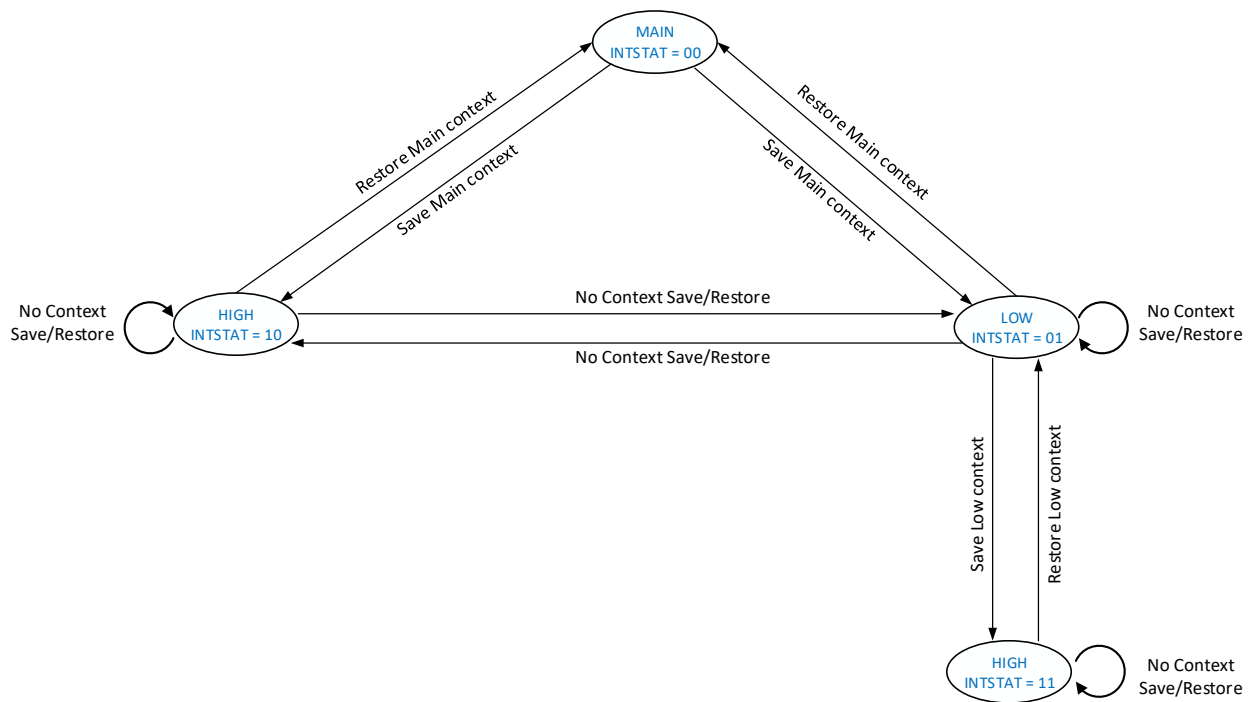 MAIN
INTSTAT = 00
Restore Main context
Save Main context
Save Main context
Restore Main context
No Context
Save/Restore
HIGH
INTSTAT = 10
No Context Save/Restore
No Context Save/Restore
LOW
INTSTAT = 01
No Context
Save/Restore
Save Low context
Restore Low context
HIGH
INTSTAT = 11
No Context
Save/Restore